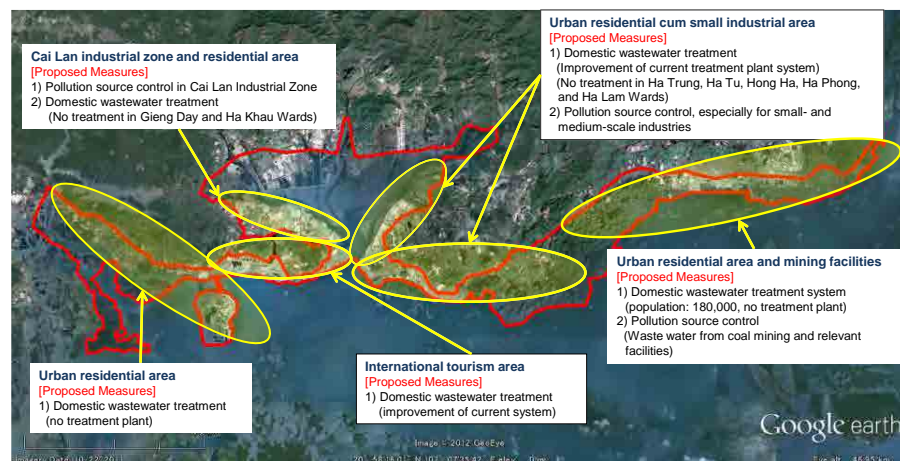 Cai Lan industrial zone and residential area
[Proposed Measures]
1) Pollution source control in Cai Lan Industrial Zone
2) Domestic wastewater treatment
(No treatment in Gieng Day and Ha Khau Wards)
Urban residential cum small industrial area
[Proposed Measures]
1) Domestic wastewater treatment
(Improvement of current treatment plant system)
(No treatment in Ha Trung, Ha Tu, Hong Ha, Ha Phong,
and Ha Lam Wards)
2) Pollution source control, especially for small- and
medium-scale industries
Urban residential area and mining facilities
[Proposed Measures]
1) Domestic wastewater treatment system
(population: 180,000, no treatment plant)
2) Pollution source control
(Waste water from coal mining and relevant
facilities)
Urban residential area
[Proposed Measures]
1) Domestic wastewater treatment
(no treatment plant)
International tourism area
[Proposed Measures]
1) Domestic wastewater treatment
(improvement of current system)
Google earth
Image © 2012 GeoEye